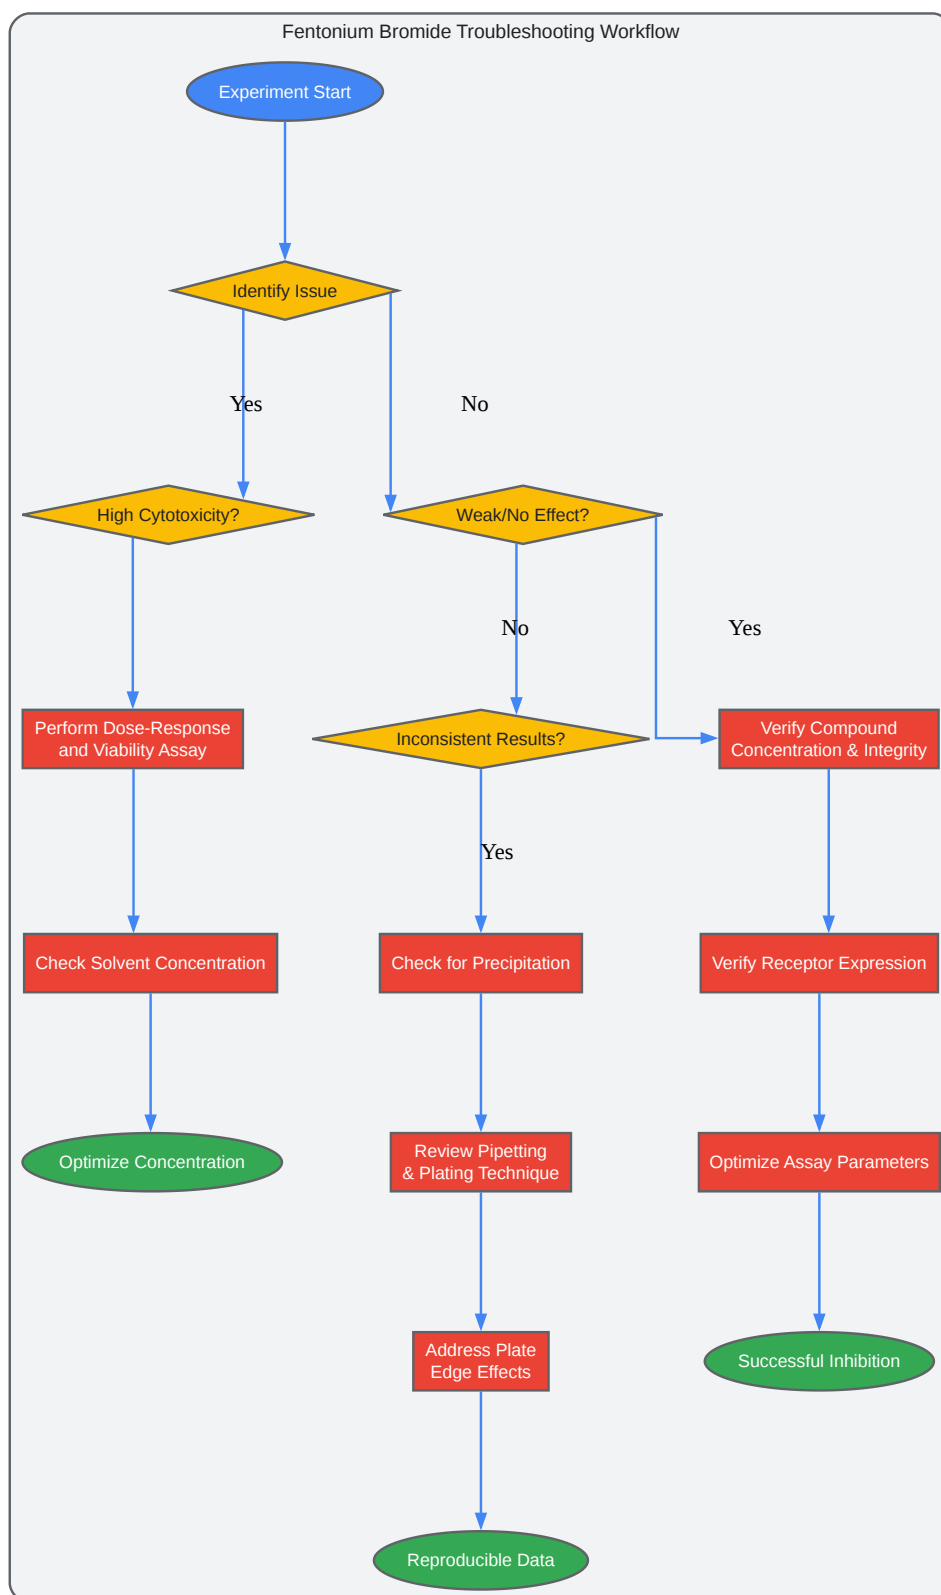 Fentonium Bromide Troubleshooting Workflow
Experiment Start
Identify Issue
Yes
No
High Cytotoxicity?
Weak/No Effect?
No
Yes
Perform Dose-Response
and Viability Assay
Inconsistent Results?
Verify Compound
Concentration & Integrity
Yes
Check Solvent Concentration
Check for Precipitation
Verify Receptor Expression
Optimize Concentration
Review Pipetting
& Plating Technique
Optimize Assay Parameters
Address Plate
Edge Effects
Successful Inhibition
Reproducible Data